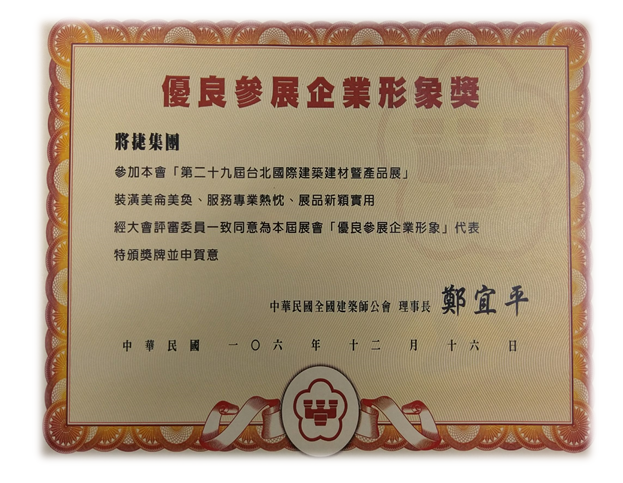 優良參展企業形象獎
將捷集團
參加本會「第二十九屆台北國際建築建材暨產品展」
裝潢美侖美奐、服務專業熱忱、展品新穎實用
經大會評審委員一致同意為本屆展會「優良參展企業形象」代表
特頒獎牌並申賀意
中華民國全國建築師公會 理事長 鄭宜平
中華民國 一〇六年十二月十六日